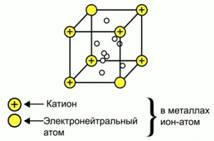 Катион
Электронейтральный
атом
в металлах
ион-атом